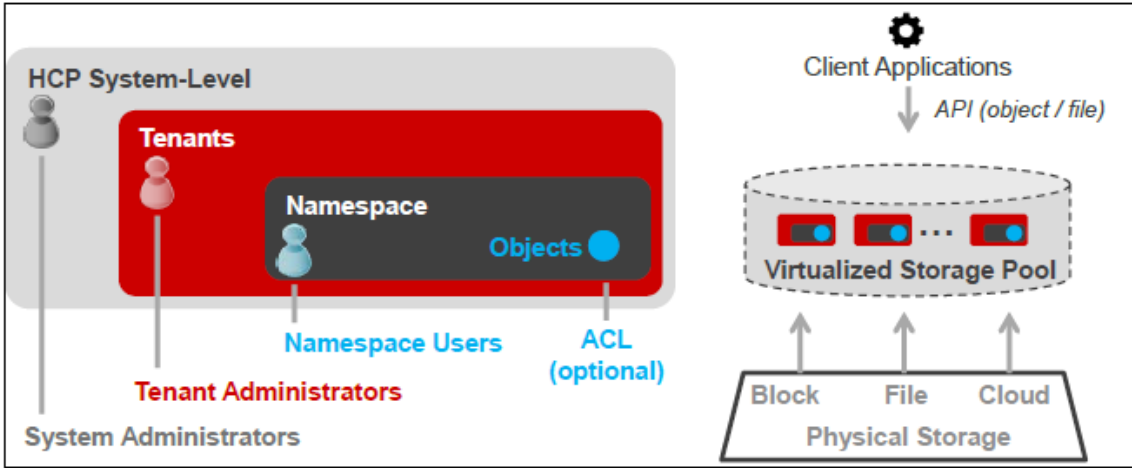 HCP System-Level
Tenants
Namespace
Objects
Namespace Users
ACL
(optional)
Tenant Administrators
System Administrators
Client Applications
API (object / file)
...
Virtualized Storage Pool
Block File Cloud
Physical Storage